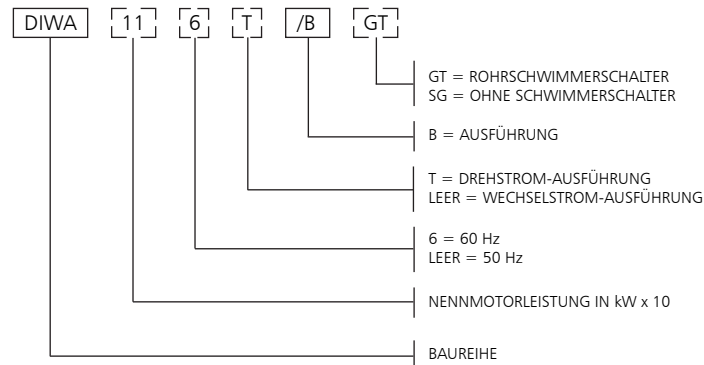 DIWA 11 6 T /B GT
GT = ROHRSCHWIMMERSCHALTER
SG = OHNE SCHWIMMERSCHALTER
B = AUSFÜHRUNG
T = DREHSTROM-AUSFÜHRUNG
LEER = WECHSELSTROM-AUSFÜHRUNG
6 = 60 Hz
LEER = 50 Hz
NENNMOTORLEISTUNG IN kW x 10
BAUREIHE